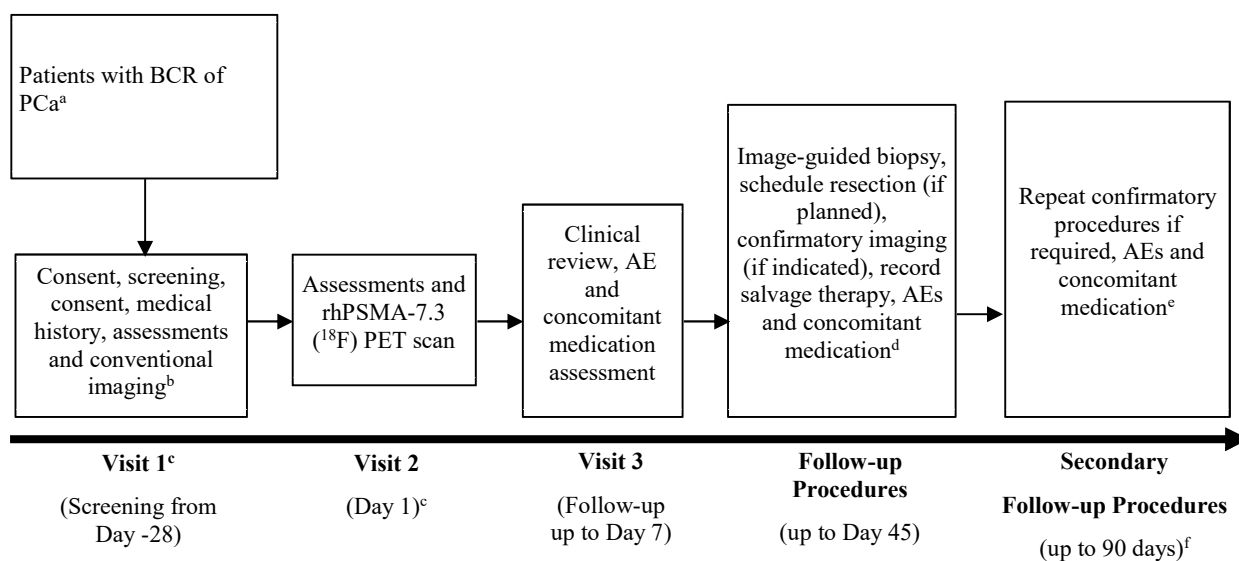 Patients with BCR of
PCaᵃ
Consent, screening,
consent, medical
history, assessments
and conventional
imagingᵇ
Assessments and
rhPSMA-7.3
(¹⁸F) PET scan
Clinical
review, AE
and
concomitant
medication
assessment
Image-guided biopsy,
schedule resection (if
planned),
confirmatory imaging
(if indicated), record
salvage therapy, AEs
and concomitant
medicationᵈ
Repeat confirmatory
procedures if
required, AEs and
concomitant
medicationᵉ
Visit 1ᶜ
(Screening from
Day -28)
Visit 2
(Day 1)ᶜ
Visit 3
(Follow-up
up to Day 7)
Follow-up
Procedures
(up to Day 45)
Secondary
Follow-up Procedures
(up to 90 days)ᶠ